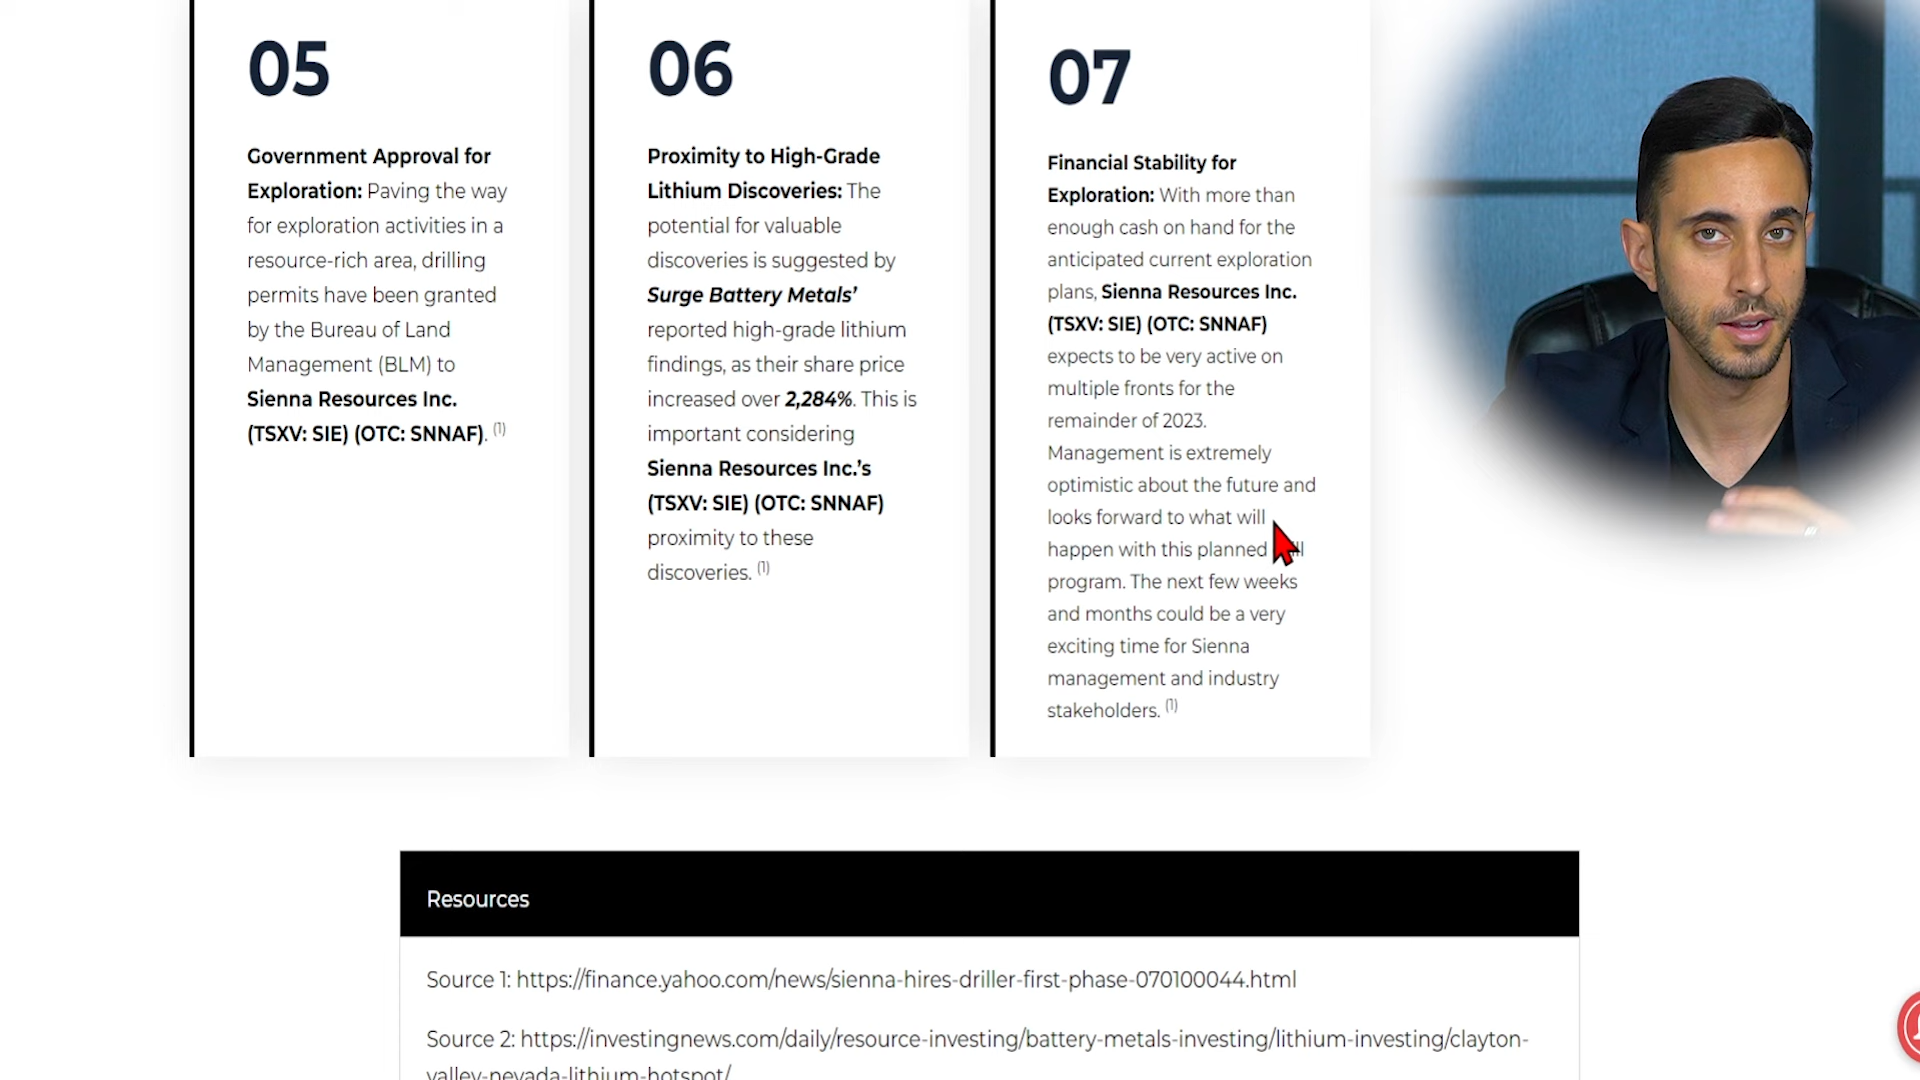 05
Government Approval for
Exploration: Paving the way
for exploration activities in a
resource-rich area, drilling
permits have been granted
by the Bureau of Land
Management (BLM) to
Sienna Resources Inc.
(TSXV: SIE) (OTC: SNNAF). (1)
06
Proximity to High-Grade
Lithium Discoveries: The
potential for valuable
discoveries is suggested by
Surge Battery Metals’
reported high-grade lithium
findings, as their share price
increased over 2,284%. This is
important considering
Sienna Resources Inc.’s
(TSXV: SIE) (OTC: SNNAF)
proximity to these
discoveries. (1)
07
Financial Stability for
Exploration: With more than
enough cash on hand for the
anticipated current exploration
plans, Sienna Resources Inc.
(TSXV: SIE) (OTC: SNNAF)
expects to be very active on
multiple fronts for the
remainder of 2023.
Management is extremely
optimistic about the future and
looks forward to what will
happen with this planned
program. The next few weeks
and months could be a very
exciting time for Sienna
management and industry
stakeholders. (1)
Resources
Source 1: https://finance.yahoo.com/news/sienna-hires-driller-first-phase-070100044.html
Source 2: https://investingnews.com/daily/resource-investing/battery-metals-investing/lithium-investing/clayton-
valley-nevada-lithium-hotspot/